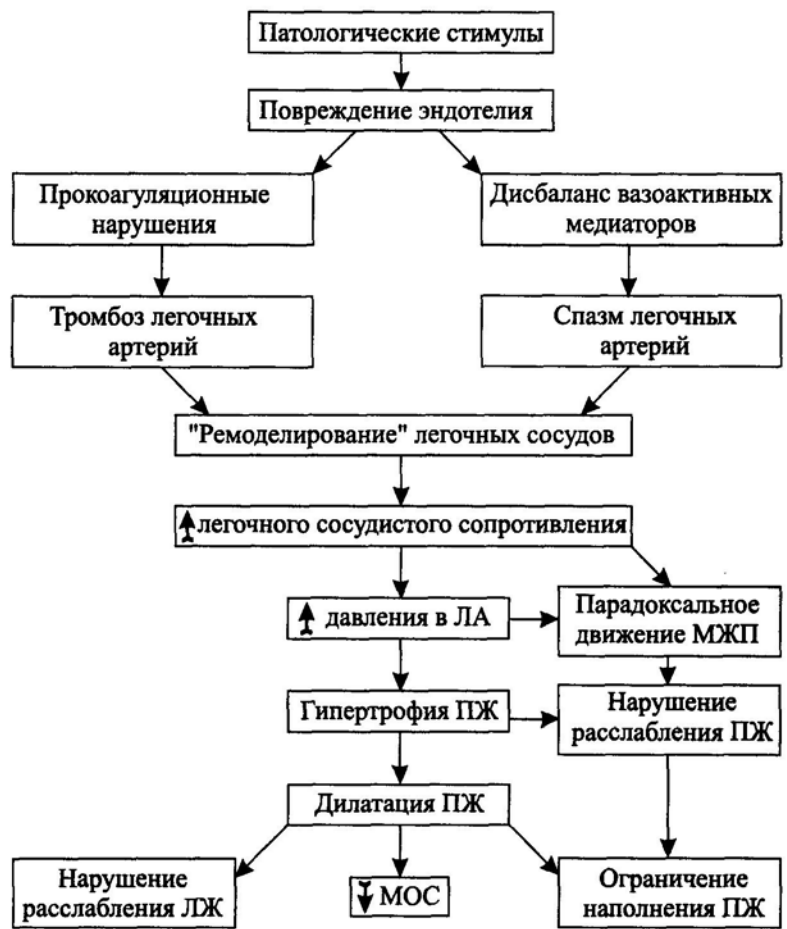 Патологические стимулы
Повреждение эндотелия
Прокоагуляционные
нарушения
Дисбаланс вазоактивных
медиаторов
Тромбоз легочных
артерий
Спазм легочных
артерий
"Ремоделирование" легочных сосудов
легочного сосудистого сопротивления
давления в ЛА
Парадоксальное
движение МЖП
Гипертрофия ПЖ
Нарушение
расслабления ПЖ
Дилатация ПЖ
Нарушение
расслабления ЛЖ
МОС
Ограничение
наполнения ПЖ